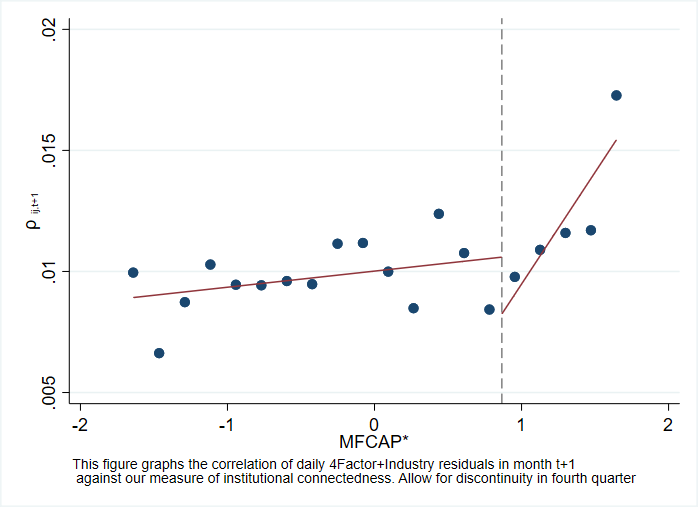 .02
.015
.01
.005
ρ ij,t+1
-2 -1 0 1 2
MFCAP*
This figure graphs the correlation of daily 4Factor+Industry residuals in month t+1
against our measure of institutional connectedness. Allow for discontinuity in fourth quarter